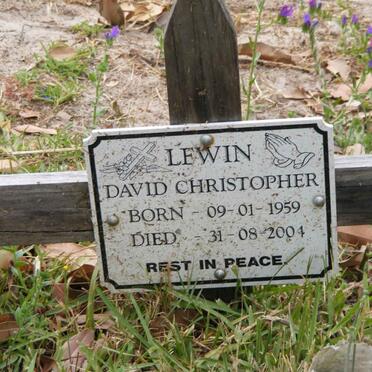 LEWIN
DAVID CHRISTOPHER
BORN - 09-01-1959
DIED - 31-08-2004
REST IN PEACE.